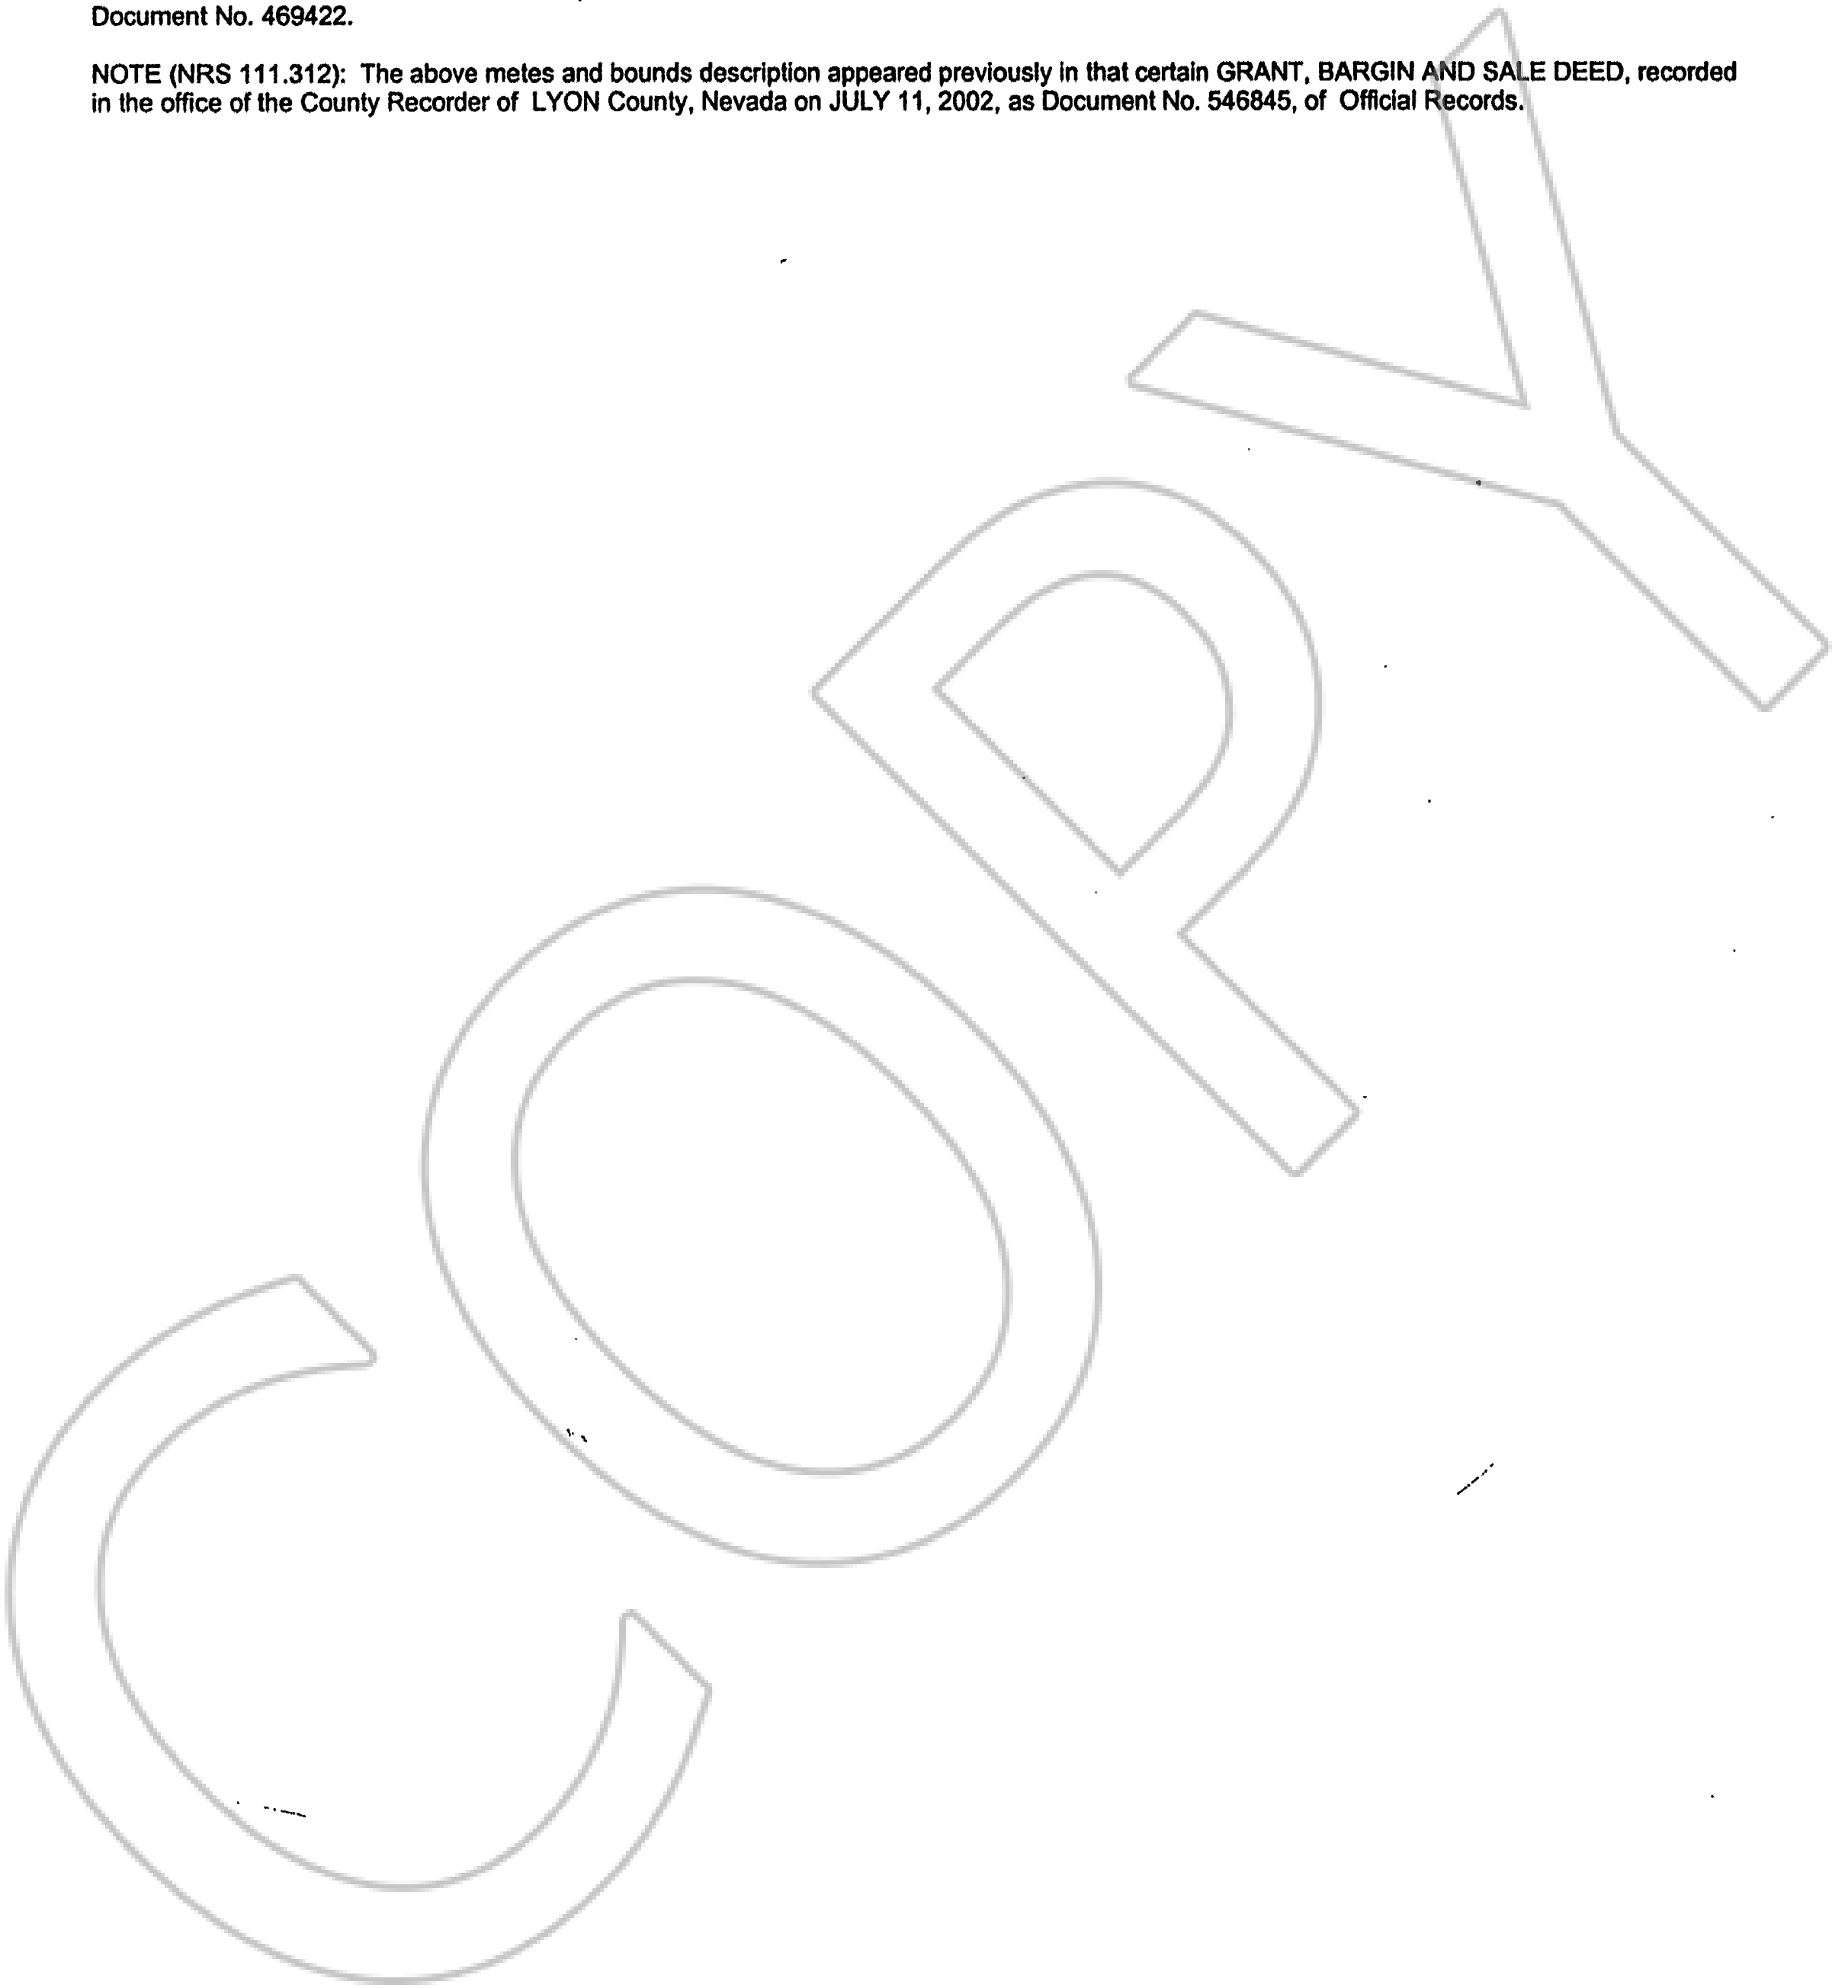 Document No. 469422.
NOTE (NRS 111.312): The above metes and bounds description appeared previously in that certain GRANT, BARGIN AND SALE DEED, recorded
in the office of the County Recorder of LYON County, Nevada on JULY 11, 2002, as Document No. 546845, of Official Records.
COPY